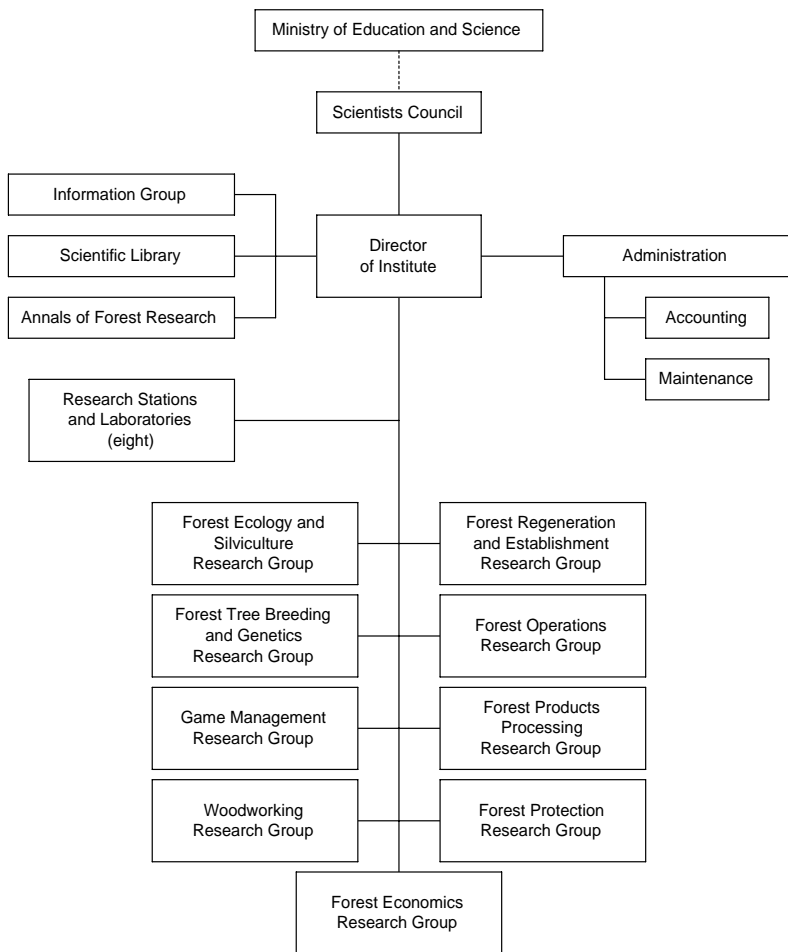 Ministry of Education and Science
Scientists Council
Information Group
Scientific Library
Annals of Forest Research
Director
of Institute
Administration
Accounting
Maintenance
Research Stations
and Laboratories
(eight)
Forest Ecology and
Silviculture
Research Group
Forest Regeneration
and Establishment
Research Group
Forest Tree Breeding
and Genetics
Research Group
Forest Operations
Research Group
Game Management
Research Group
Forest Products
Processing
Research Group
Woodworking
Research Group
Forest Protection
Research Group
Forest Economics
Research Group